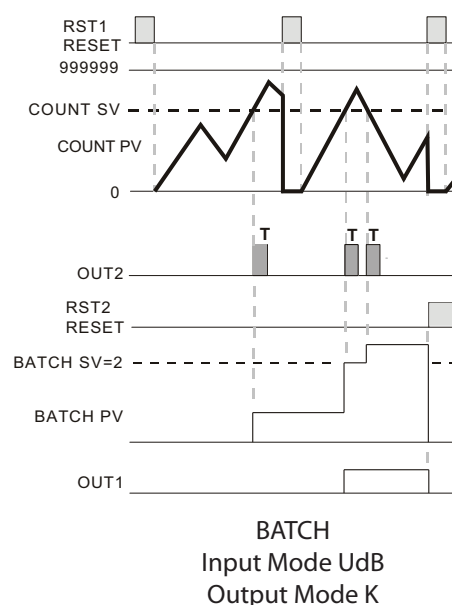 RST1
RESET
999999
COUNT SV
COUNT PV
0
T
T T
OUT2
RST2
RESET
BATCH SV=2
BATCH PV
OUT1
BATCH
Input Mode UdB
Output Mode K